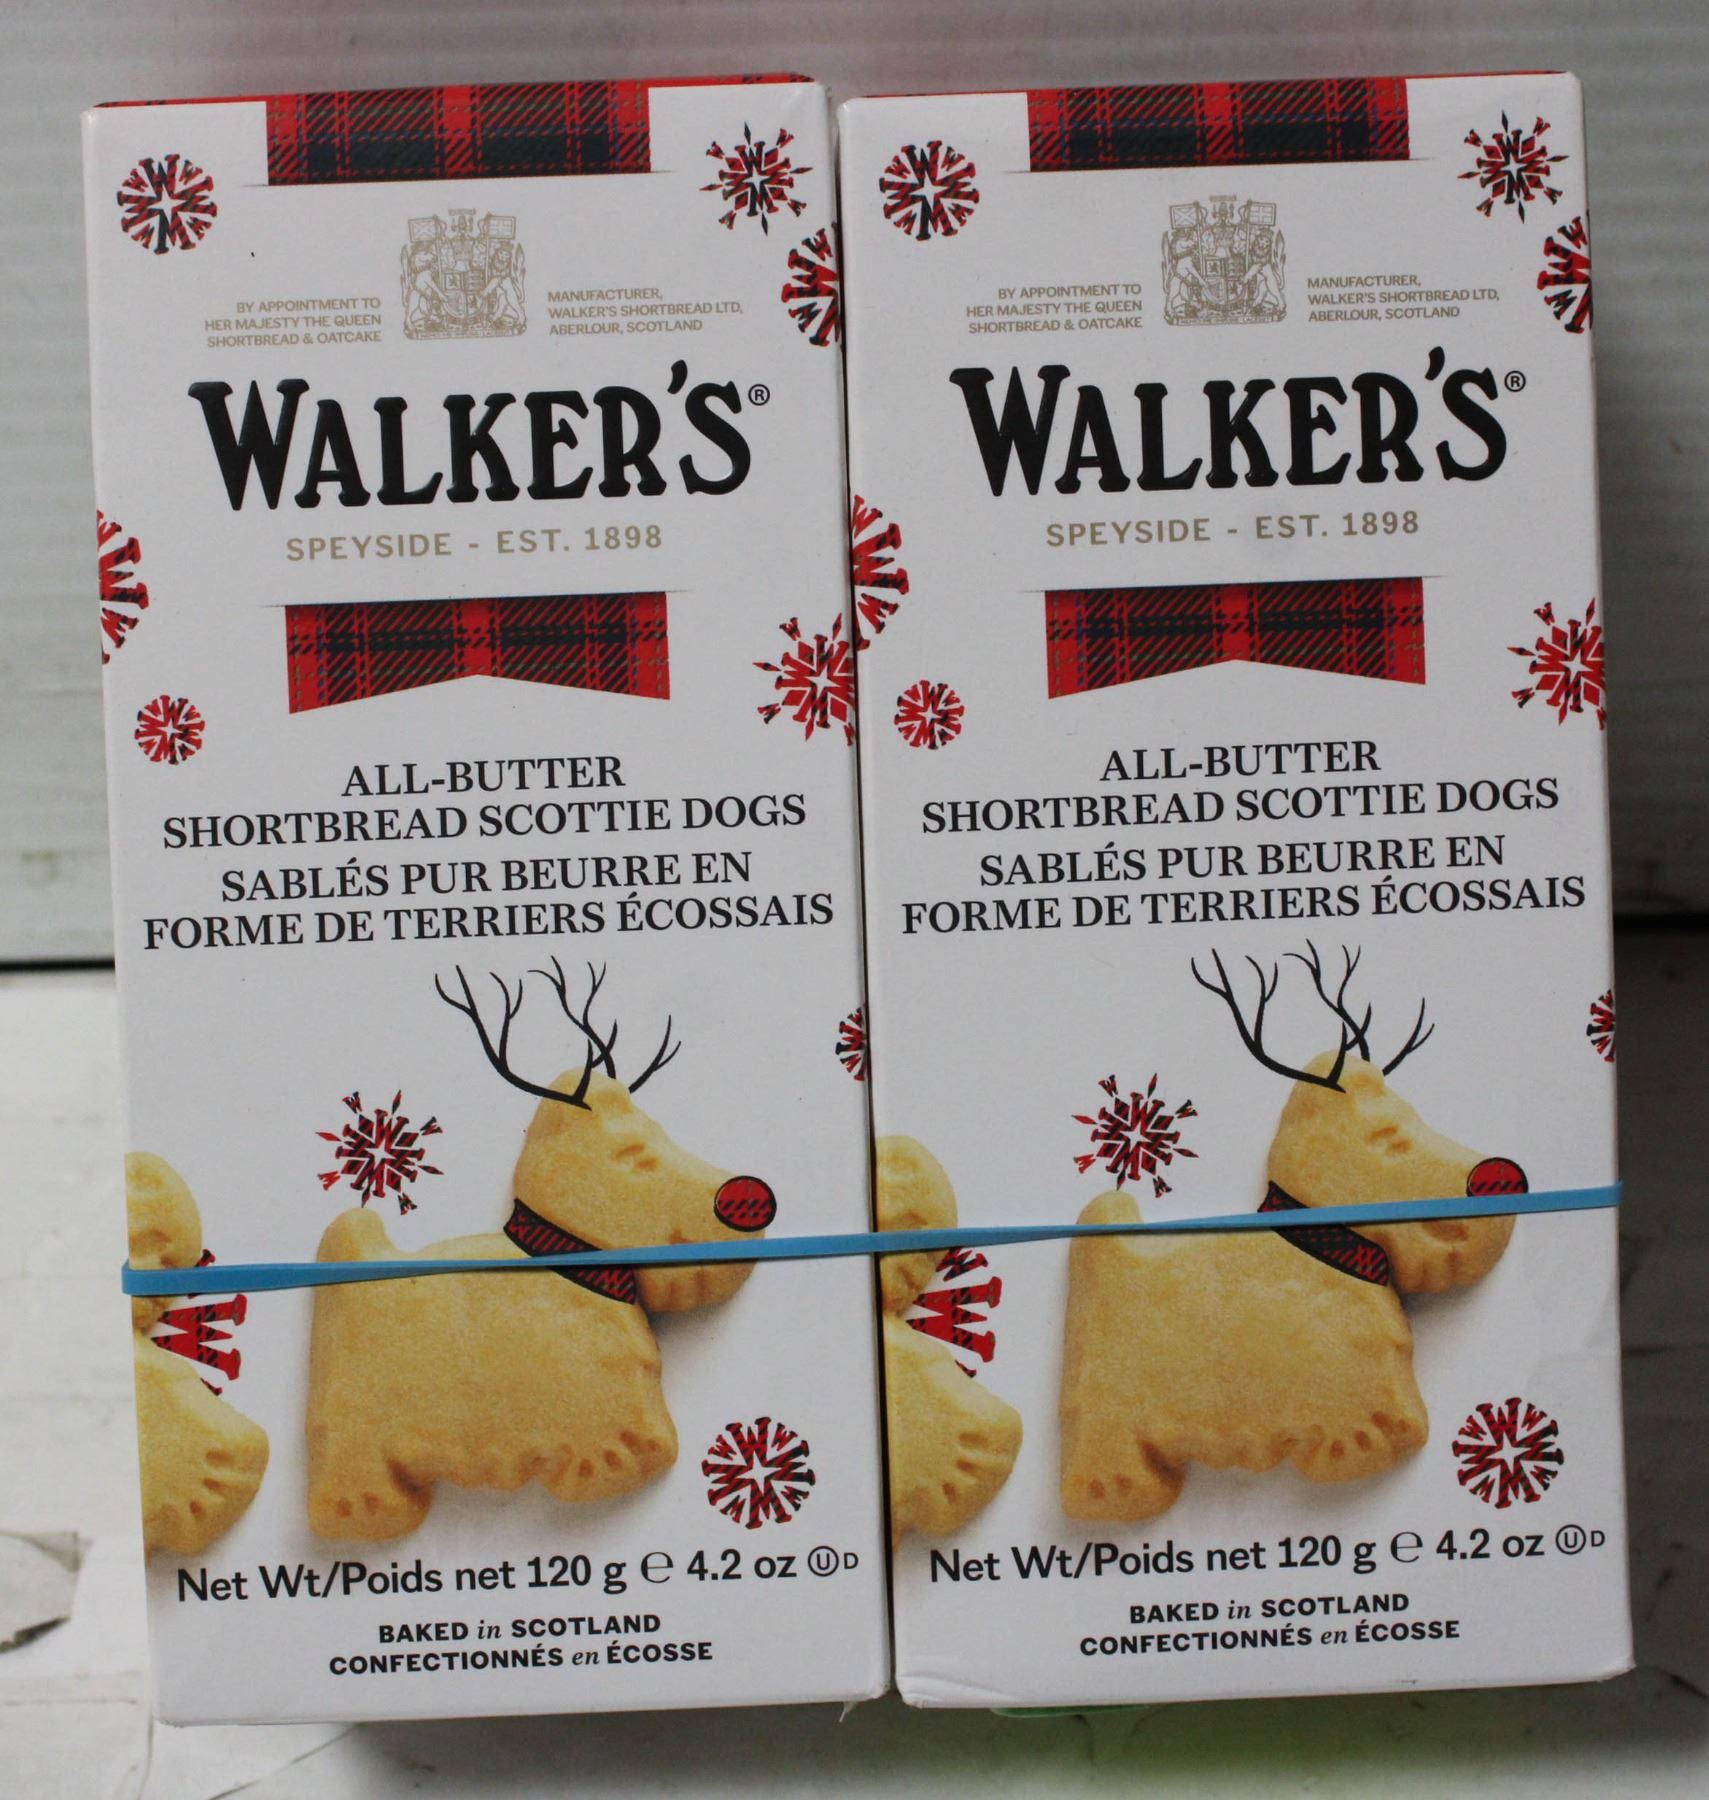 BY APPOINTMENT TO
HER MAJESTY THE QUEEN
SHORTBREAD & OATCAKE
MANUFACTURER,
WALKER'S SHORTBREAD LTD,
ABERLOUR, SCOTLAND
WALKER'S®
SPEYSIDE - EST. 1898
ALL-BUTTER
SHORTBREAD SCOTTIE DOGS
SABLÉS PUR BEURRE EN
FORME DE TERRIERS ÉCOSSAIS
Net Wt/Poids net 120 g ℮ 4.2 oz Ⓤ D
BAKED in SCOTLAND
CONFECTIONNÉS en ÉCOSSE
BY APPOINTMENT TO
HER MAJESTY THE QUEEN
SHORTBREAD & OATCAKE
MANUFACTURER,
WALKER'S SHORTBREAD LTD,
ABERLOUR, SCOTLAND
WALKER'S®
SPEYSIDE - EST. 1898
ALL-BUTTER
SHORTBREAD SCOTTIE DOGS
SABLÉS PUR BEURRE EN
FORME DE TERRIERS ÉCOSSAIS
Net Wt/Poids net 120 g ℮ 4.2 oz Ⓤ D
BAKED in SCOTLAND
CONFECTIONNÉS en ÉCOSSE